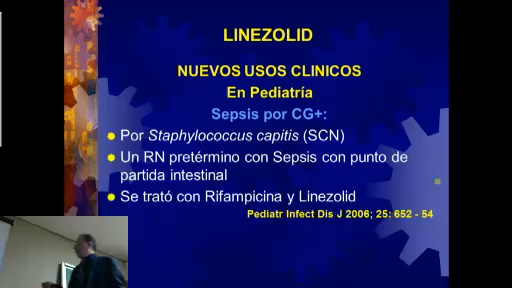 LINEZOLID
NUEVOS USOS CLINICOS
En Pediatría
Sepsis por CG+:
Por Staphylococcus capitis (SCN)
Un RN pretérmino con Sepsis con punto de
partida intestinal
Se trató con Rifampicina y Linezolid
Pediatr Infect Dis J 2006; 25: 652 - 54